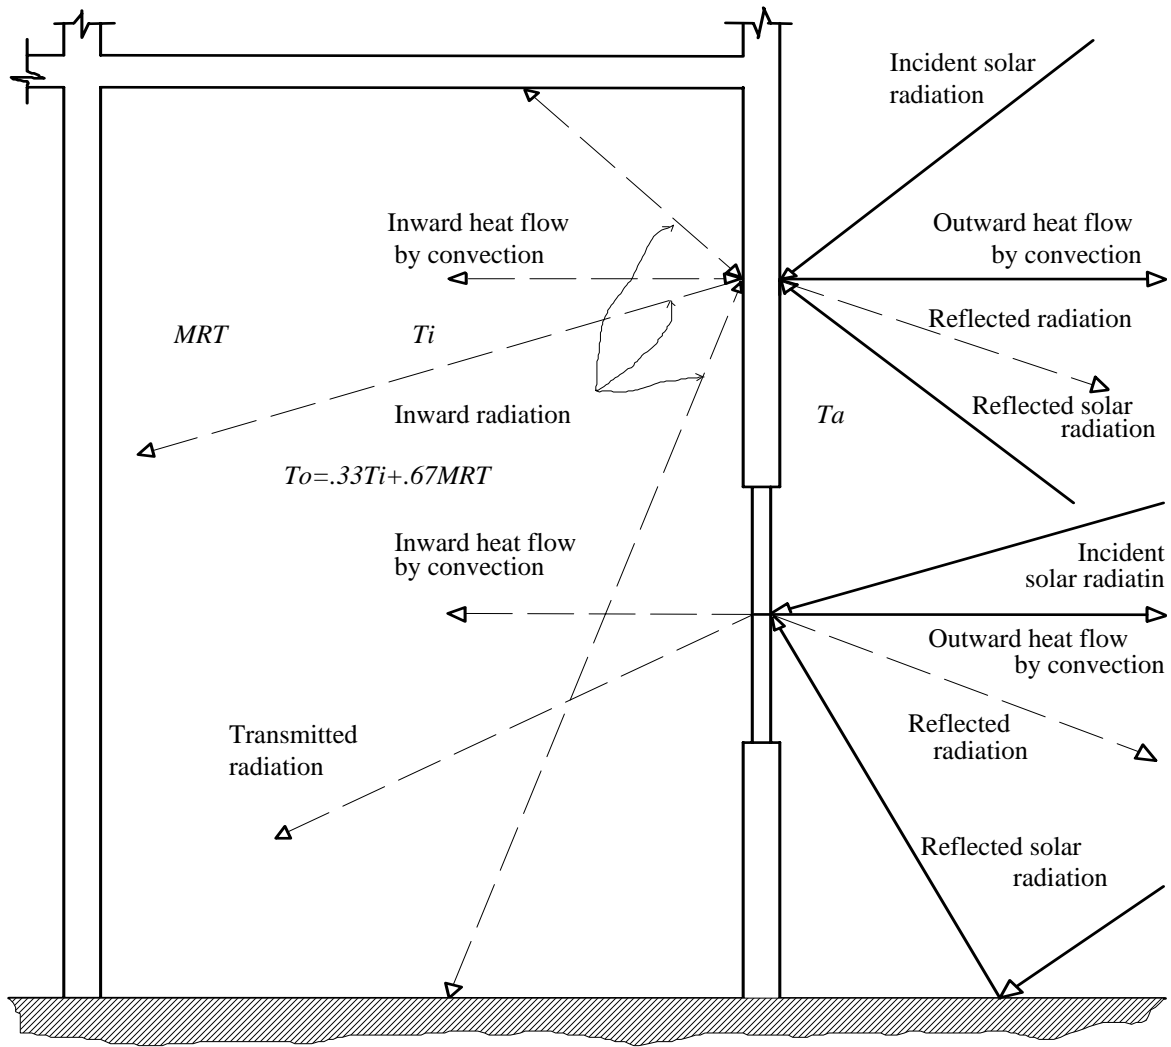 Incident solar
radiation
Inward heat flow
by convection
Outward heat flow
by convection
MRT
Ti
Reflected radiation
Inward radiation
Ta
Reflected solar
radiation
To=.33Ti+.67MRT
Inward heat flow
by convection
Incident
solar radiatin
Outward heat flow
by convection
Transmitted
radiation
Reflected
radiation
Reflected solar
radiation